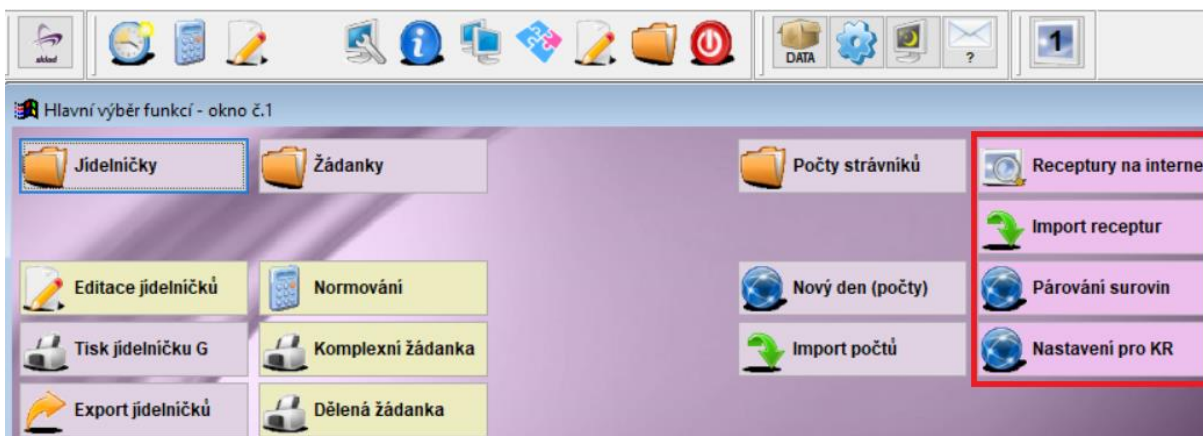 sklad
DATA
?
1
Hlavní výběr funkcí - okno č.1
Jídelníčky
Žádanky
Počty strávníků
Receptury na interne
Import receptur
Editace jídelníčků
Normování
Nový den (počty)
Párování surovin
Tisk jídelníčku G
Komplexní žádanka
Import počtů
Nastavení pro KR
Export jídelníčků
Dělená žádanka